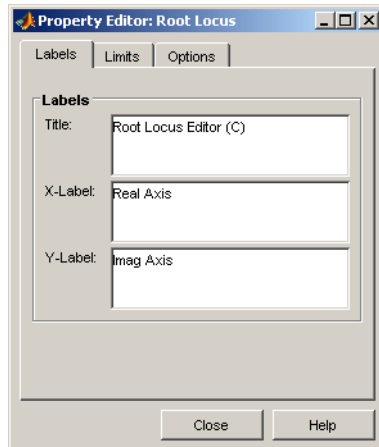 Property Editor: Root Locus
Labels Limits Options
Labels
Title: Root Locus Editor (C)
X-Label: Real Axis
Y-Label: Imag Axis
Close Help